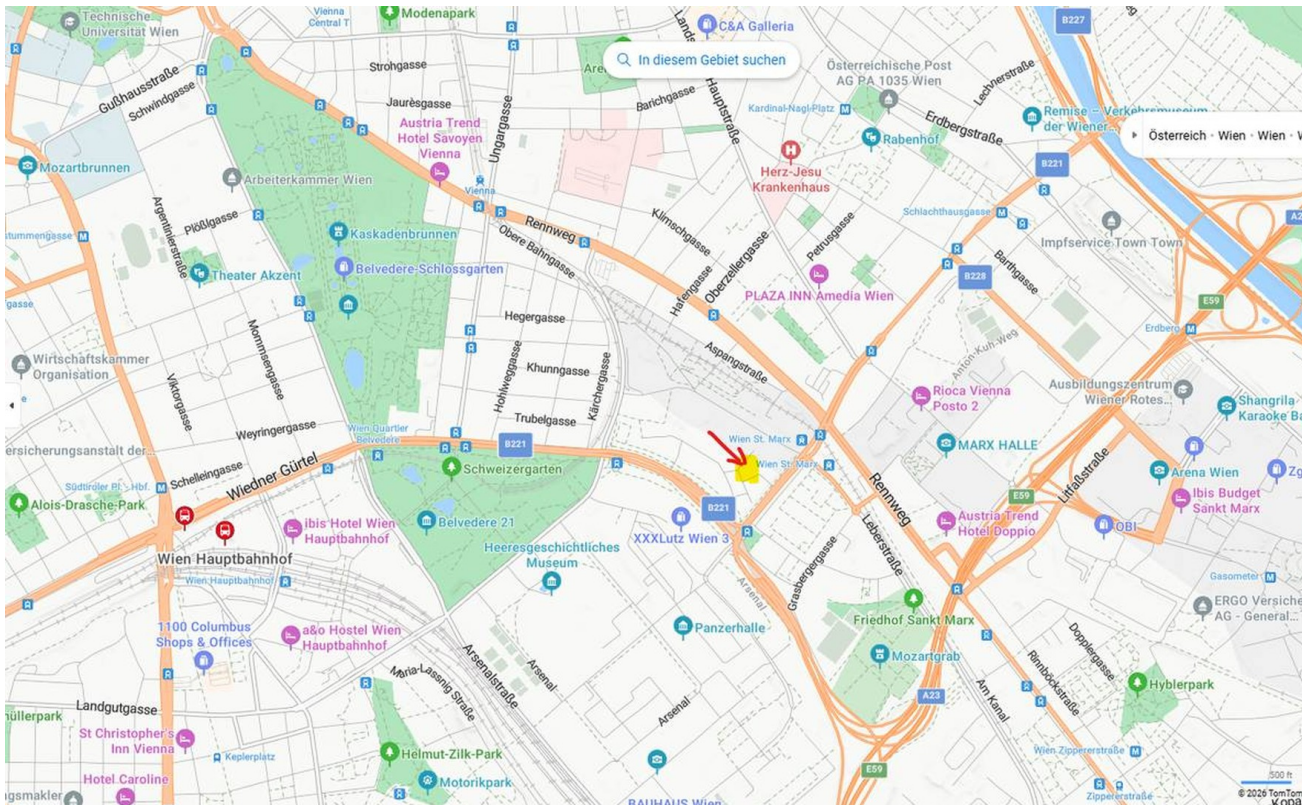 Technische
Universität Wien
Vienna
Central T
Modenapark
C&A Galleria
B227
Gußhausstraße
Schwindgasse
Strohgasse
In diesem Gebiet suchen
Österreichische Post
AG PA 1035 Wien
Lechnerstraße
Jaurèsgasse
Ungargasse
Barichgasse
Hauptstraße
Kardinal-Nagl-Platz
Erdbergstraße
Remise – Verkehrsmuseum
der Wiener...
Österreich · Wien · Wien ·
Austria Trend
Hotel Savoyen
Vienna
Rabenhof
B221
Mozartbrunnen
Arbeiterkammer Wien
Vienna
Herz-Jesu
Krankenhaus
Argentinierstraße
Plößlgasse
Kaskadenbrunnen
Rennweg
Klimschgasse
Petrusgasse
Schlachthausgasse
Impfservice Town Town
Obere Bahngasse
Oberzellergasse
Barthgasse
Theater Akzent
Belvedere-Schlossgarten
Hafengasse
PLAZA INN Amedia Wien
B228
E59
Hegergasse
Erdberg
Mommsengasse
Aspangstraße
Anton-Kuh-Weg
Wirtschaftskammer
Organisation
Viktorgasse
Hohlweggasse
Khunngasse
Kärchergasse
Rioca Vienna
Posto 2
Ausbildungszentrum
Wiener Rotes...
Shangrila
Karaoke
Trubelgasse
Weyringergasse
Wien Quartier
Belvedere
B221
Wien St. Marx
MARX HALLE
Schelleingasse
Wiedner Gürtel
Schweizergarten
Wien St. Marx
Rennweg
Litfaßstraße
Arena Wien
Südtiroler Pl. - Hbf.
Alois-Drasche-Park
E59
Ibis Budget
Sankt Marx
ibis Hotel Wien
Hauptbahnhof
Belvedere 21
B221
XXXLutz Wien 3
Leberstraße
Austria Trend
Hotel Doppio
OBI
Wien Hauptbahnhof
Heeresgeschichtliches
Museum
Grasbergergasse
Wien Hauptbahnhof
Arsenal
Gasometer
ERGO Versiche
AG - General...
1100 Columbus
Shops & Offices
a&o Hostel Wien
Hauptbahnhof
Panzerhalle
Friedhof Sankt Marx
Mozartgrab
Dopplergasse
Maria-Lassnig Straße
Arsenalstraße
Arsenal
Rinnböckstraße
Hyblerpark
Landgutgasse
Arsenal
A23
Am Kanal
St Christopher's
Inn Vienna
Keplerplatz
Helmut-Zilk-Park
Wien Zippererstraße
Hotel Caroline
Motorikpark
E59
500 ft
BAUHAUS Wien
Zippererstraße
© 2026 TomTom